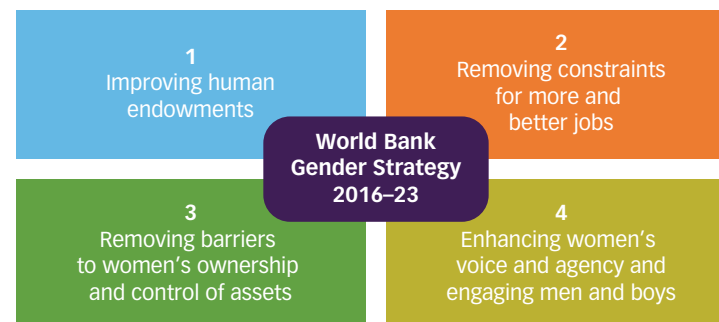 1
Improving human
endowments
2
Removing constraints
for more and
better jobs
World Bank
Gender Strategy
2016–23
3
Removing barriers
to women’s ownership
and control of assets
4
Enhancing women’s
voice and agency and
engaging men and boys